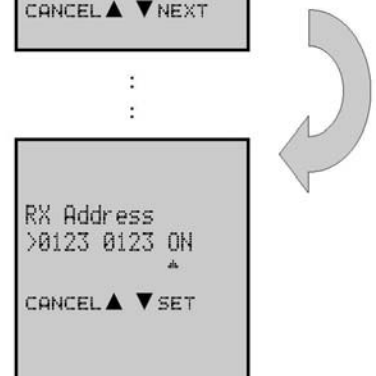 CANCEL▲ ▼NEXT
:
:
RX Address
>0123 0123 ON
CANCEL▲ ▼SET